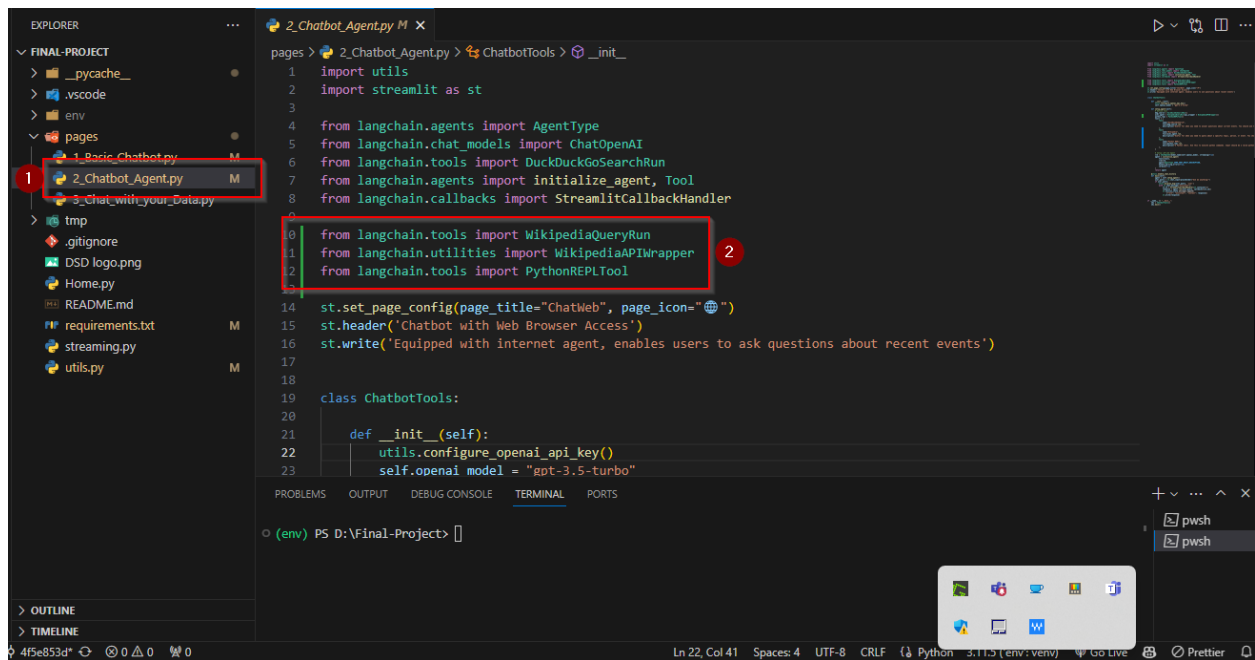 EXPLORER
FINAL-PROJECT
__pycache__
.vscode
env
pages
1_Basic_Chatbot.py M
1
2_Chatbot_Agent.py M
3_Chat_with_your_Data.py
tmp
.gitignore
DSD logo.png
Home.py
README.md
requirements.txt M
streaming.py
utils.py M
OUTLINE
TIMELINE
2_Chatbot_Agent.py M
pages > 2_Chatbot_Agent.py > ChatbotTools > __init__
1 import utils
2 import streamlit as st
3
4 from langchain.agents import AgentType
5 from langchain.chat_models import ChatOpenAI
6 from langchain.tools import DuckDuckGoSearchRun
7 from langchain.agents import initialize_agent, Tool
8 from langchain.callbacks import StreamlitCallbackHandler
9
10 from langchain.tools import WikipediaQueryRun
11 from langchain.utilities import WikipediaAPIWrapper
2
12 from langchain.tools import PythonREPLTool
13
14 st.set_page_config(page_title="ChatWeb", page_icon="🌐")
15 st.header('Chatbot with Web Browser Access')
16 st.write('Equipped with internet agent, enables users to ask questions about recent events')
17
18
19 class ChatbotTools:
20
21 def __init__(self):
22 utils.configure_openai_api_key()
23 self.openai_model = "gpt-3.5-turbo"
PROBLEMS OUTPUT DEBUG CONSOLE TERMINAL PORTS
(env) PS D:\Final-Project>
pwsh
pwsh
4f5e853d* 0 0 0 Ln 22, Col 41 Spaces: 4 UTF-8 CRLF Python 3.11.5 ('env': venv) Go Live Prettier